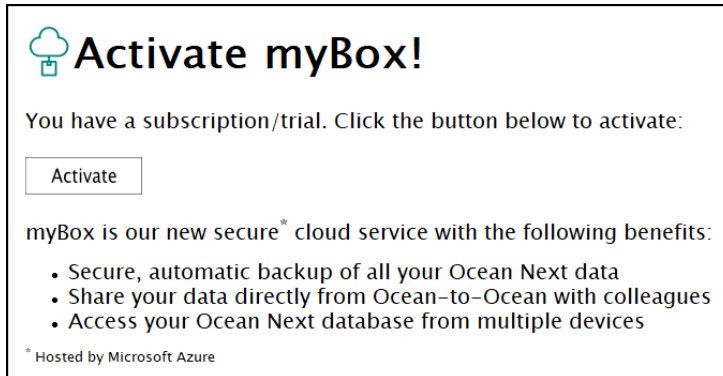 Activate myBox!
You have a subscription/trial. Click the button below to activate:
Activate
myBox is our new secure* cloud service with the following benefits:
• Secure, automatic backup of all your Ocean Next data
• Share your data directly from Ocean-to-Ocean with colleagues
• Access your Ocean Next database from multiple devices
* Hosted by Microsoft Azure